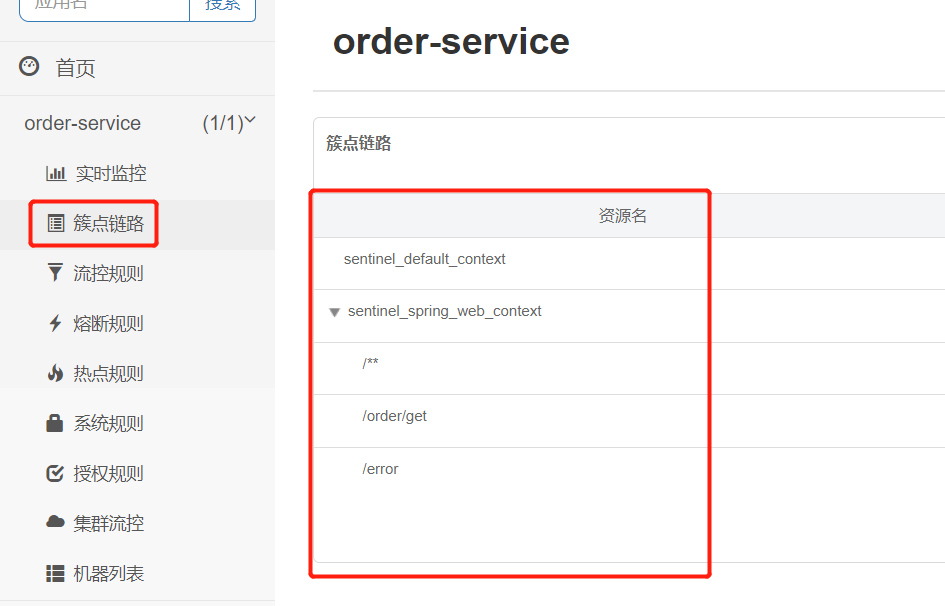 应用名 搜索
首页
order-service (1/1)
实时监控
簇点链路
流控规则
熔断规则
热点规则
系统规则
授权规则
集群流控
机器列表
order-service
簇点链路
资源名
sentinel_default_context
sentinel_spring_web_context
/**
/order/get
/error